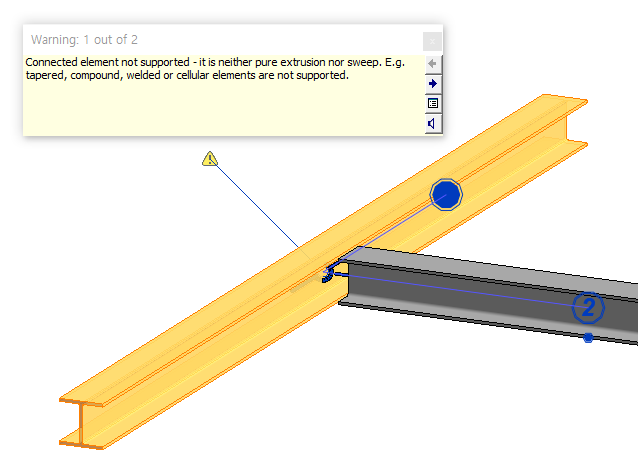 Warning: 1 out of 2
Connected element not supported - it is neither pure extrusion nor sweep. E.g.
tapered, compound, welded or cellular elements are not supported.
2